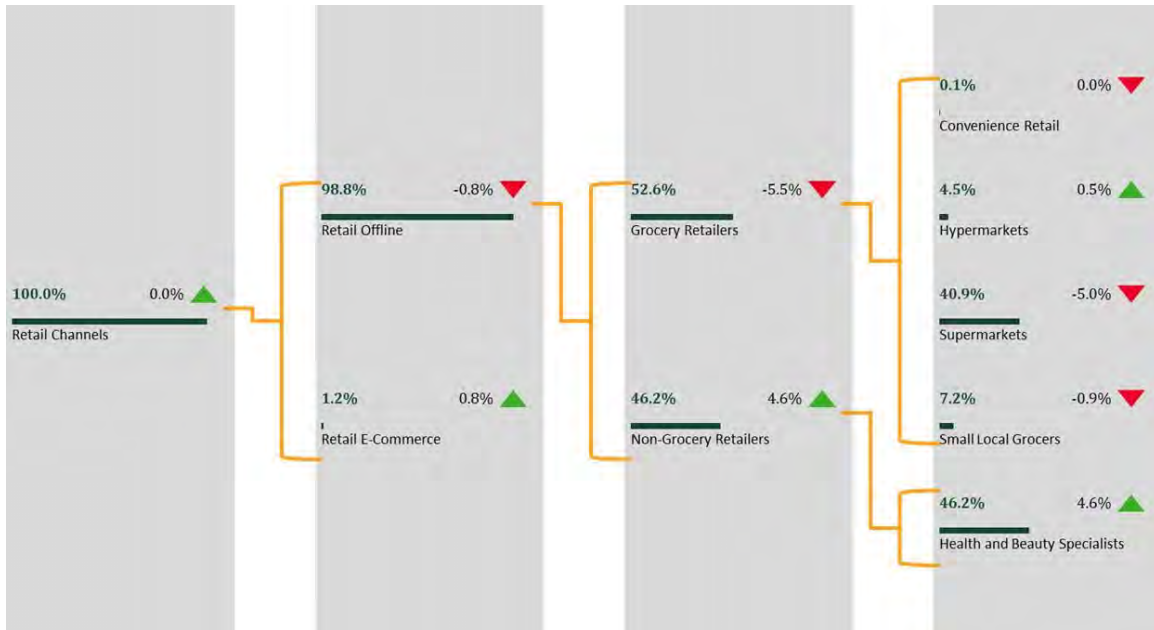 100.0% 0.0%
Retail Channels
98.8% -0.8%
Retail Offline
1.2% 0.8%
Retail E-Commerce
52.6% -5.5%
Grocery Retailers
46.2% 4.6%
Non-Grocery Retailers
0.1% 0.0%
Convenience Retail
4.5% 0.5%
Hypermarkets
40.9% -5.0%
Supermarkets
7.2% -0.9%
Small Local Grocers
46.2% 4.6%
Health and Beauty Specialists